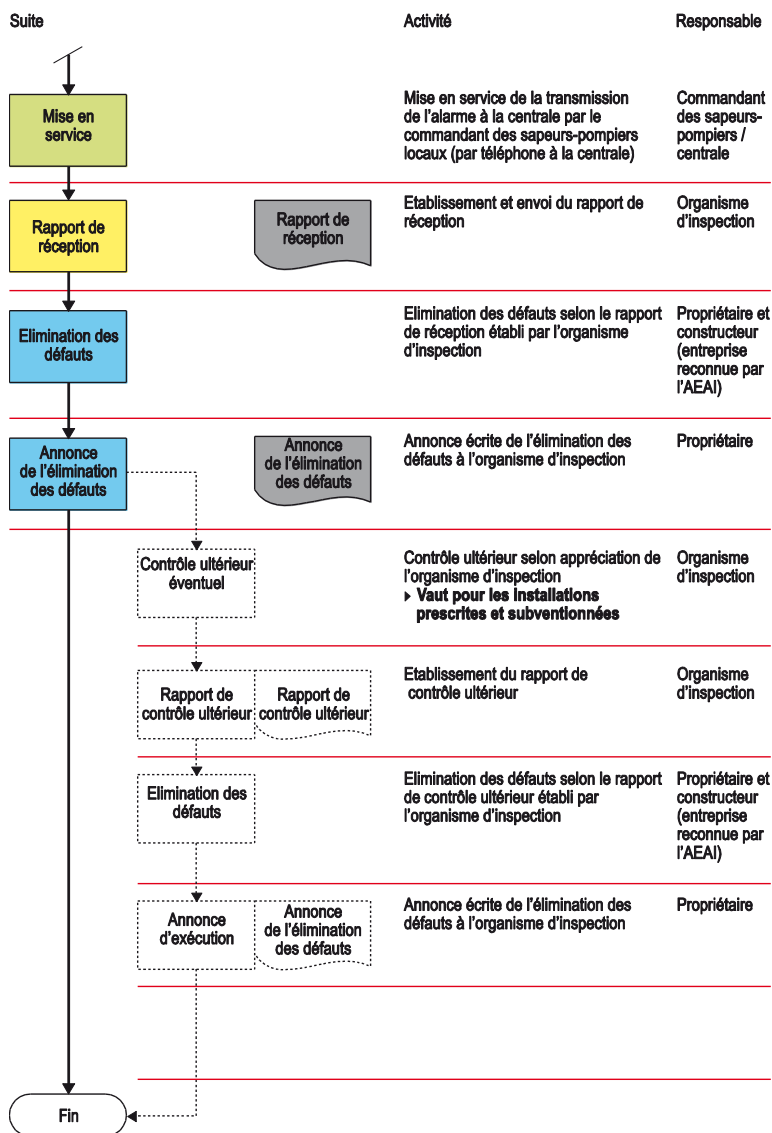 Suite
Activité
Responsable
Mise en
service
Mise en service de la transmission
de l'alarme à la centrale par le
commandant des sapeurs-pompiers
locaux (par téléphone à la centrale)
Commandant
des sapeurs-
pompiers /
centrale
Rapport de
réception
Rapport de
réception
Etablissement et envoi du rapport de
réception
Organisme
d'inspection
Elimination des
défauts
Elimination des défauts selon le rapport
de réception établi par l'organisme
d'inspection
Propriétaire et
constructeur
(entreprise
reconnue par
l'AEAI)
Annonce
de l'élimination
des défauts
Annonce
de l'élimination
des défauts
Annonce écrite de l'élimination des
défauts à l'organisme d'inspection
Propriétaire
Contrôle ultérieur
éventuel
Contrôle ultérieur selon appréciation de
l'organisme d'inspection
▸ Vaut pour les installations
prescrites et subventionnées
Organisme
d'inspection
Rapport de
contrôle ultérieur
Rapport de
contrôle ultérieur
Etablissement du rapport de
contrôle ultérieur
Organisme
d'inspection
Elimination des
défauts
Elimination des défauts selon le rapport
de contrôle ultérieur établi par
l'organisme d'inspection
Propriétaire et
constructeur
(entreprise
reconnue par
l'AEAI)
Annonce
d'exécution
Annonce
de l'élimination
des défauts
Annonce écrite de l'élimination des
défauts à l'organisme d'inspection
Propriétaire
Fin